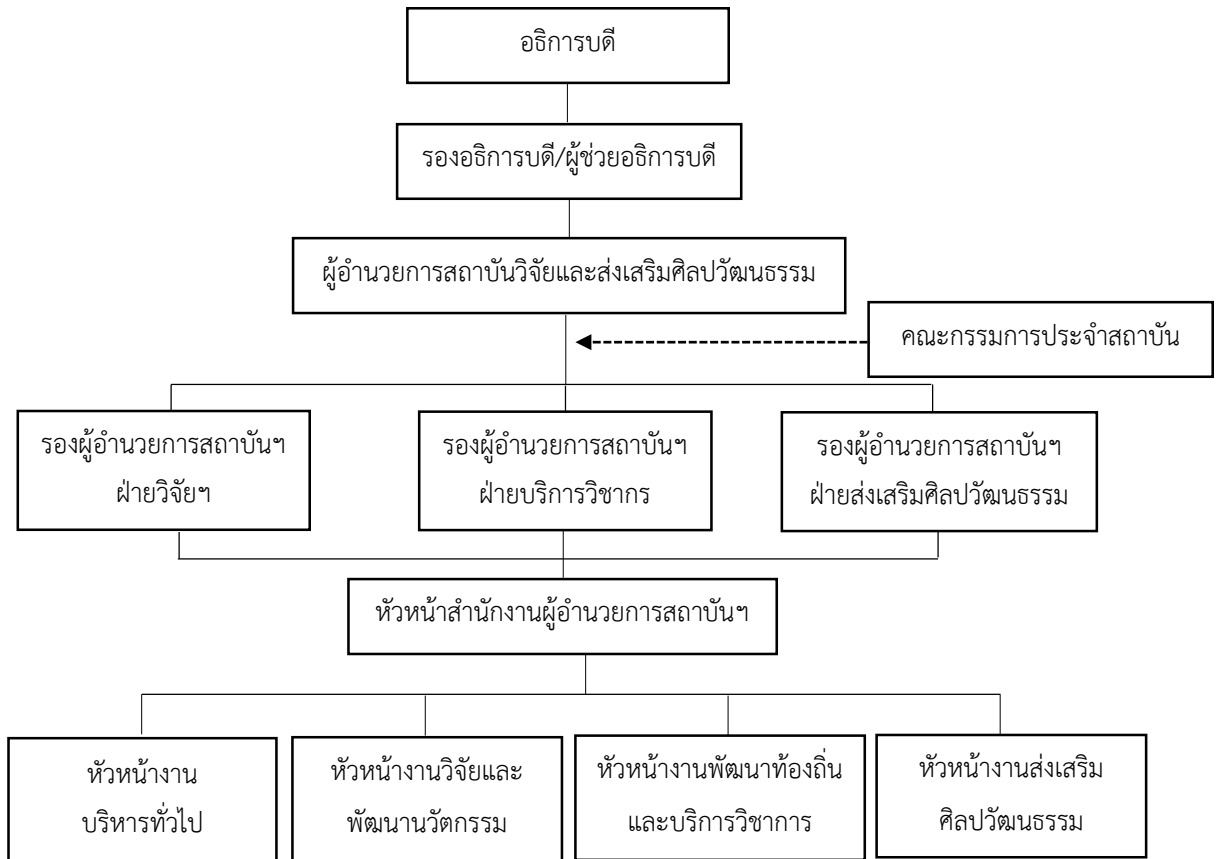 อธิการบดี
รองอธิการบดี/ผู้ช่วยอธิการบดี
ผู้อำนวยการสถาบันวิจัยและส่งเสริมศิลปวัฒนธรรม
คณะกรรมการประจำสถาบัน
รองผู้อำนวยการสถาบันฯ
ฝ่ายวิจัยฯ
รองผู้อำนวยการสถาบันฯ
ฝ่ายบริการวิชากร
รองผู้อำนวยการสถาบันฯ
ฝ่ายส่งเสริมศิลปวัฒนธรรม
หัวหน้าสำนักงานผู้อำนวยการสถาบันฯ
หัวหน้างาน
บริหารทั่วไป
หัวหน้างานวิจัยและ
พัฒนานวัตกรรม
หัวหน้างานพัฒนาท้องถิ่น
และบริการวิชาการ
หัวหน้างานส่งเสริม
ศิลปวัฒนธรรม